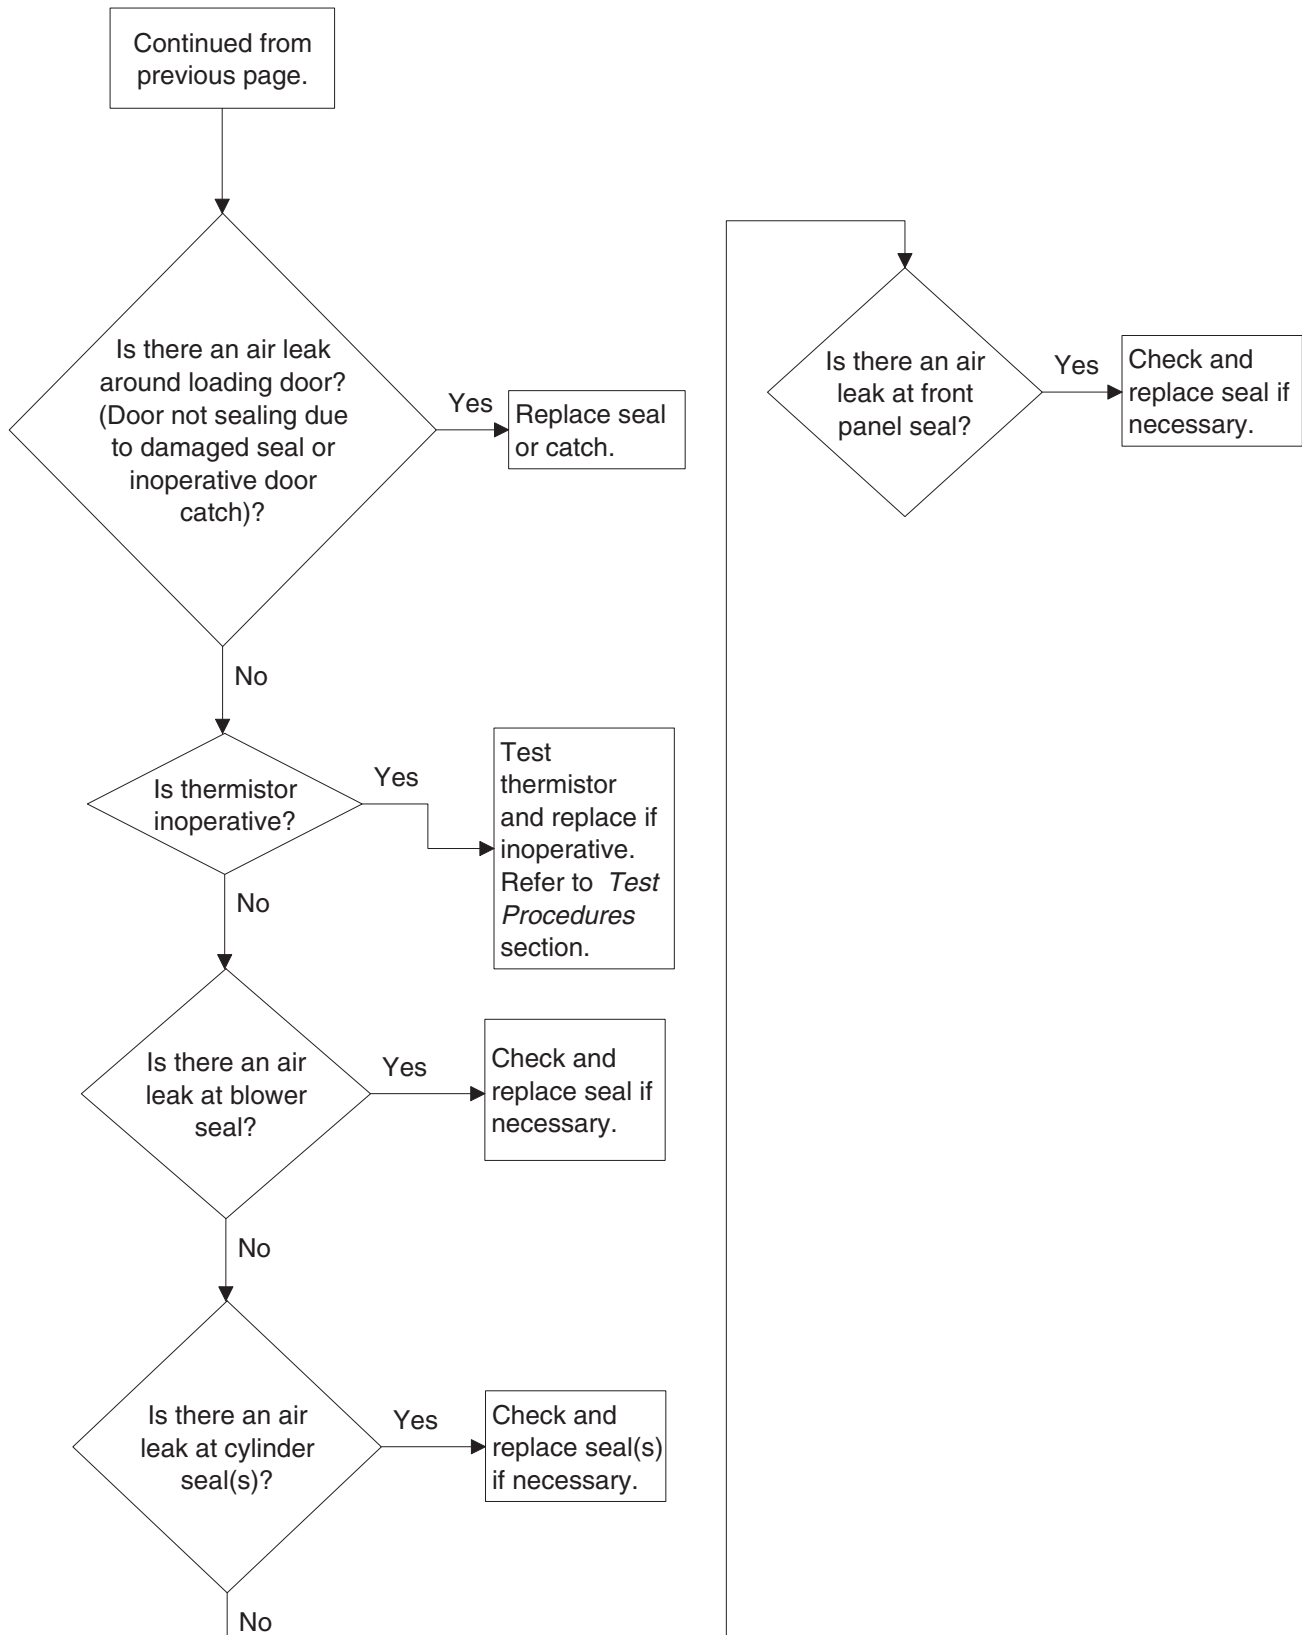 Continued from
previous page.
Is there an air leak
around loading door?
(Door not sealing due
to damaged seal or
inoperative door
catch)?
Yes
Replace seal
or catch.
No
Is thermistor
inoperative?
Yes
Test
thermistor
and replace if
inoperative.
Refer to Test
Procedures
section.
No
Is there an air
leak at blower
seal?
Yes
Check and
replace seal if
necessary.
No
Is there an air
leak at cylinder
seal(s)?
Yes
Check and
replace seal(s)
if necessary.
No
Is there an air
leak at front
panel seal?
Yes
Check and
replace seal if
necessary.